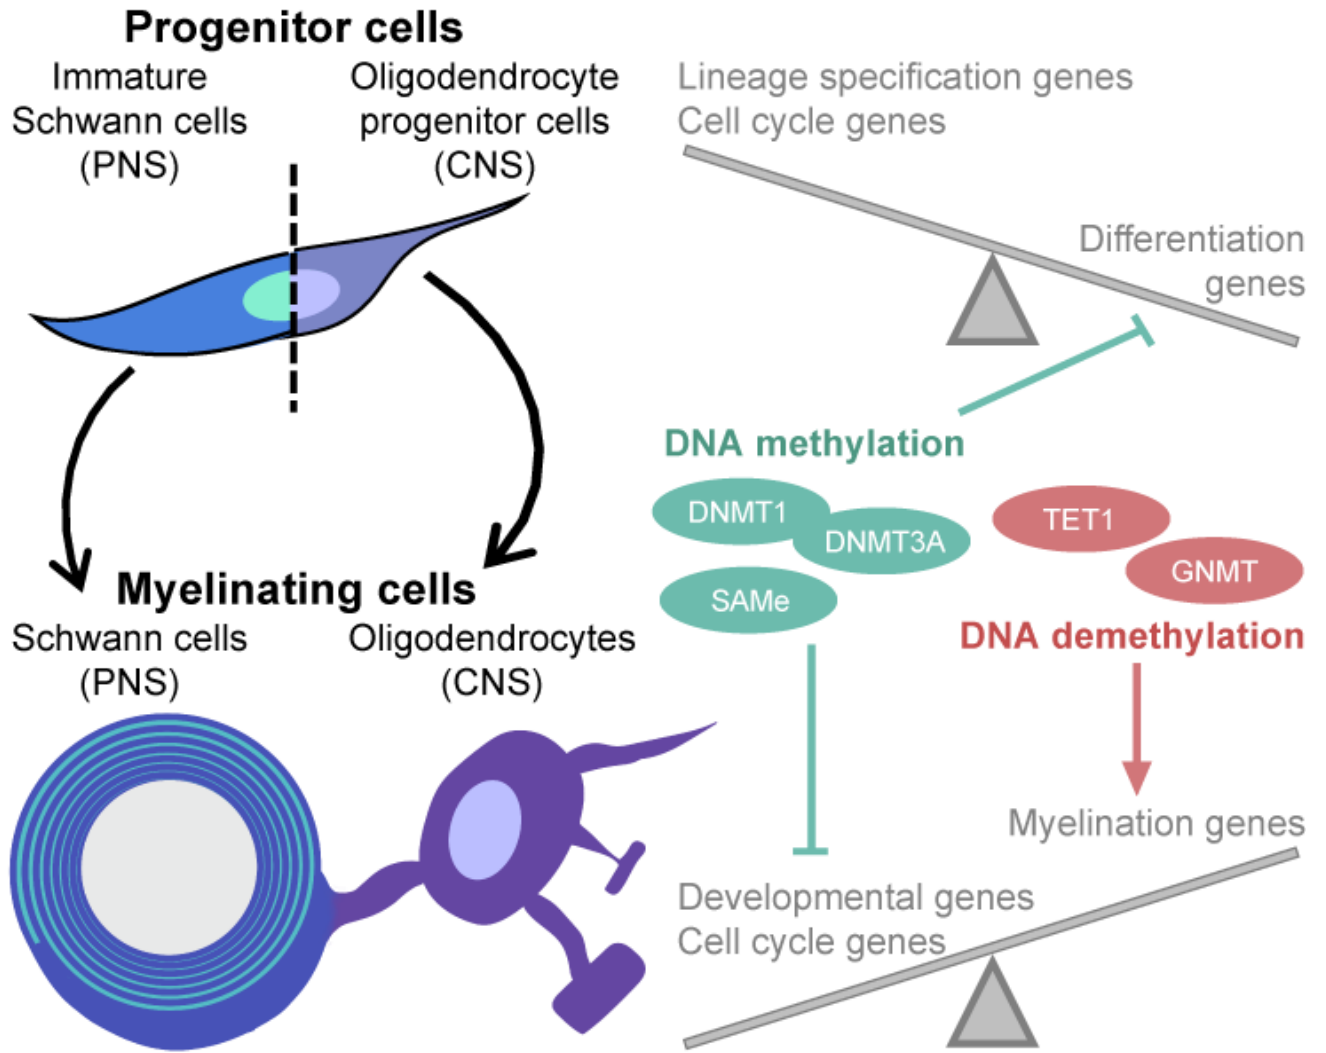 Progenitor cells
Immature
Schwann cells
(PNS)
Oligodendrocyte
progenitor cells
(CNS)
Lineage specification genes
Cell cycle genes
Differentiation
genes
DNA methylation
DNMT1
DNMT3A
SAMe
TET1
GNMT
DNA demethylation
Myelinating cells
Schwann cells
(PNS)
Oligodendrocytes
(CNS)
Myelination genes
Developmental genes
Cell cycle genes